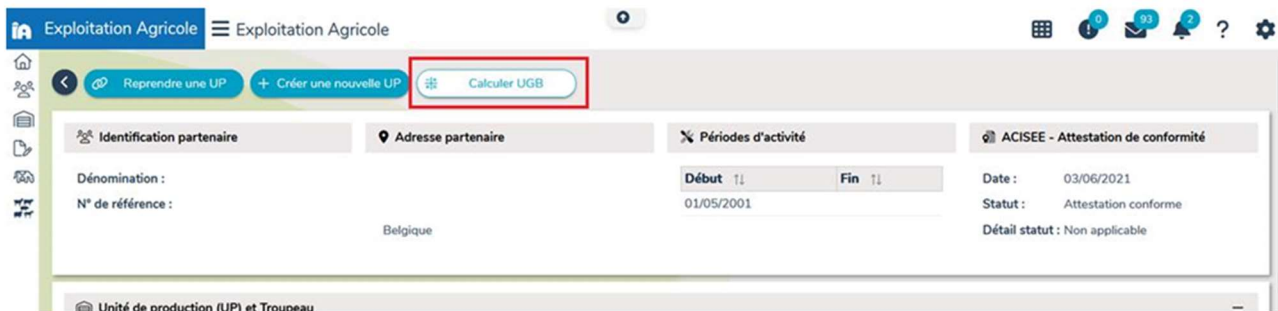 iA Exploitation Agricole Exploitation Agricole 0 93 2 ?
Reprendre une UP + Créer une nouvelle UP Calculer UGB
Identification partenaire Adresse partenaire Périodes d'activité ACISEE - Attestation de conformité
Dénomination : Début Fin Date : 03/06/2021
N° de référence : 01/05/2001 Statut : Attestation conforme
Belgique Détail statut : Non applicable
Unité de production (UP) et Troupeau